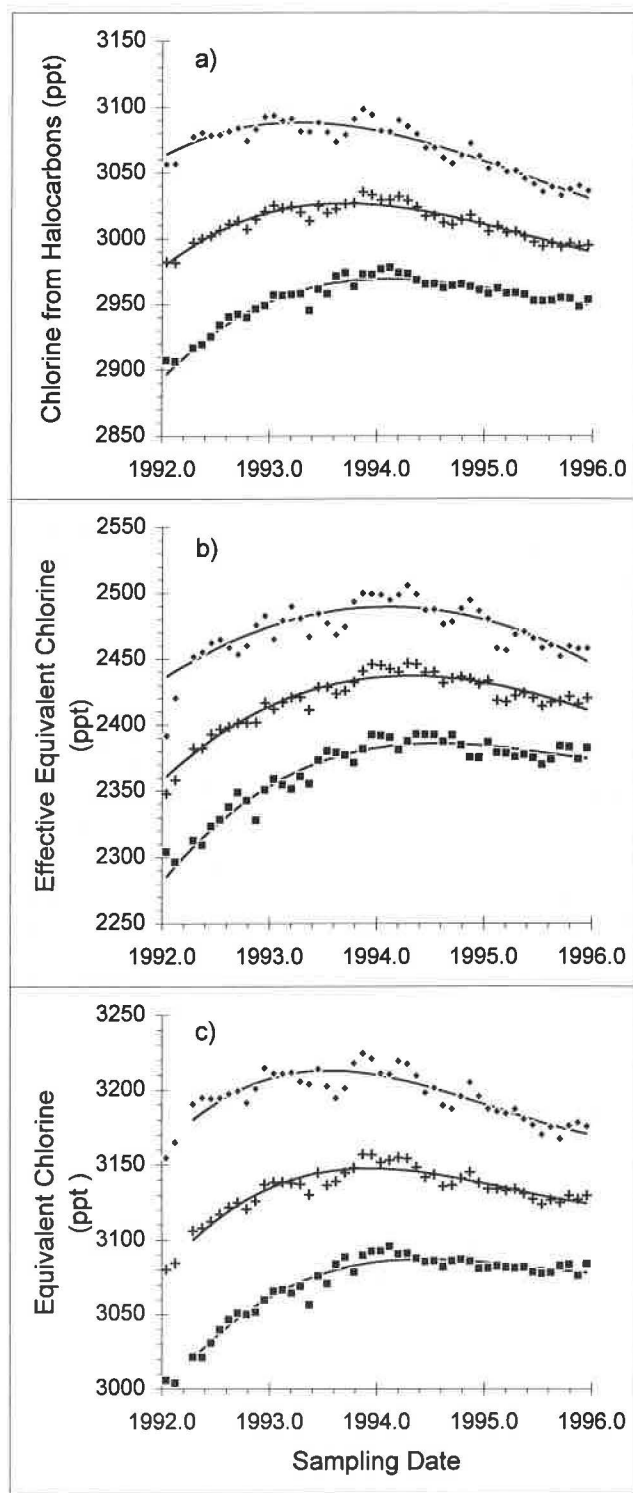 a)
Chlorine from Halocarbons (ppt)
3150
3100
3050
3000
2950
2900
2850
1992.0 1993.0 1994.0 1995.0 1996.0
b)
Effective Equivalent Chlorine
(ppt)
2550
2500
2450
2400
2350
2300
2250
1992.0 1993.0 1994.0 1995.0 1996.0
c)
Equivalent Chlorine
(ppt )
3250
3200
3150
3100
3050
3000
1992.0 1993.0 1994.0 1995.0 1996.0
Sampling Date